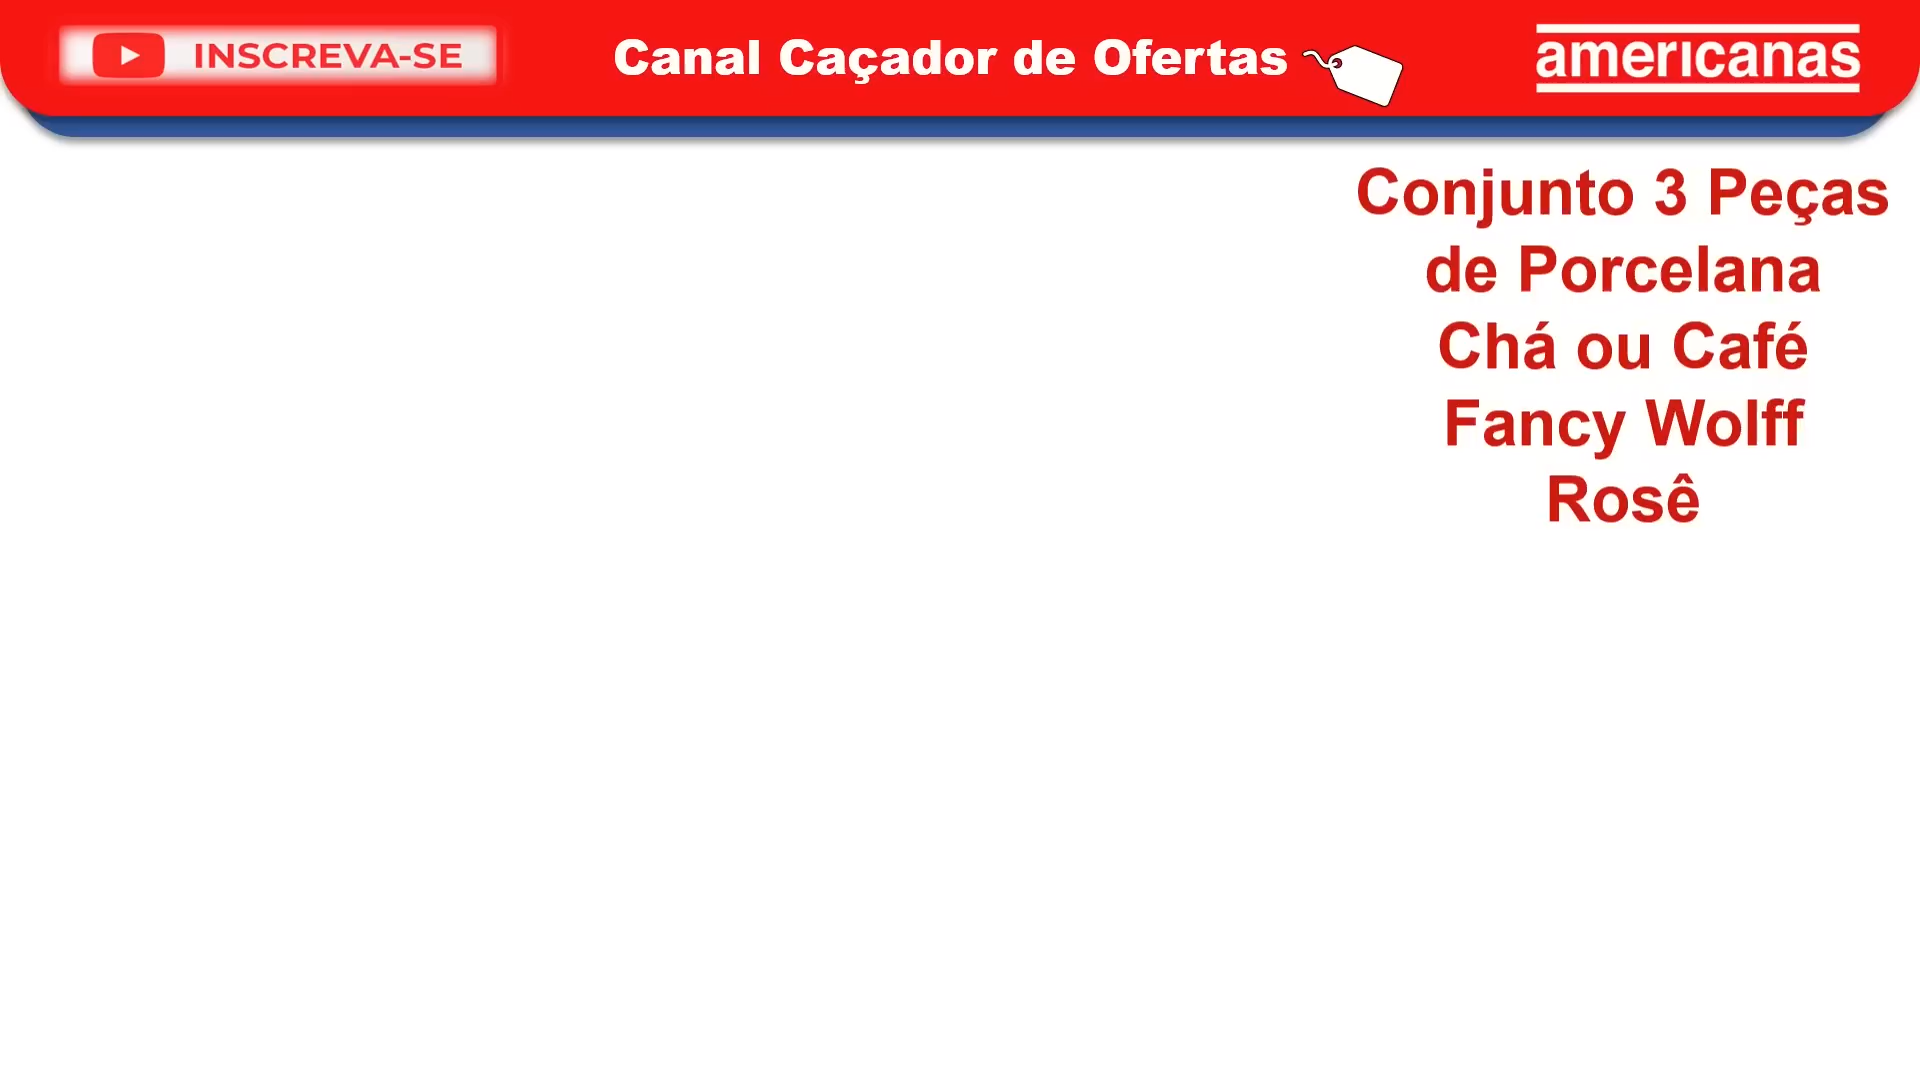 INSCREVA-SE
Canal Caçador de Ofertas
americanas
Conjunto 3 Peças
de Porcelana
Chá ou Café
Fancy Wolff
Rosê